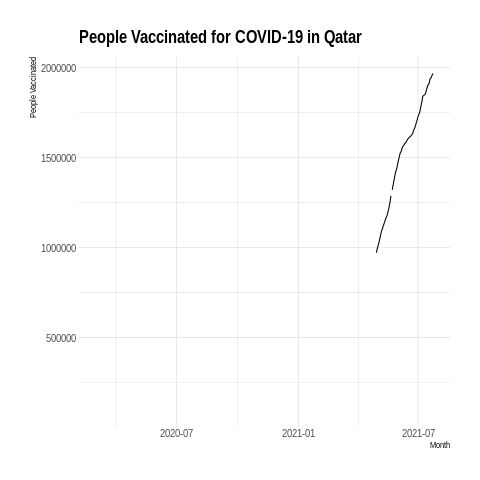 People Vaccinated for COVID-19 in Qatar
People Vaccinated
2000000
1500000
1000000
500000
2020-07
2021-01
2021-07
Month